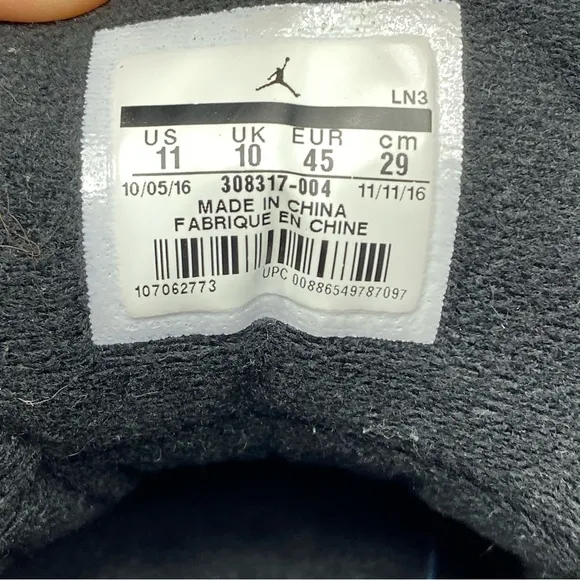 LN3
US UK EUR cm
11 10 45 29
10/05/16 308317-004 11/11/16
MADE IN CHINA
FABRIQUE EN CHINE
107062773 UPC 00886549787097